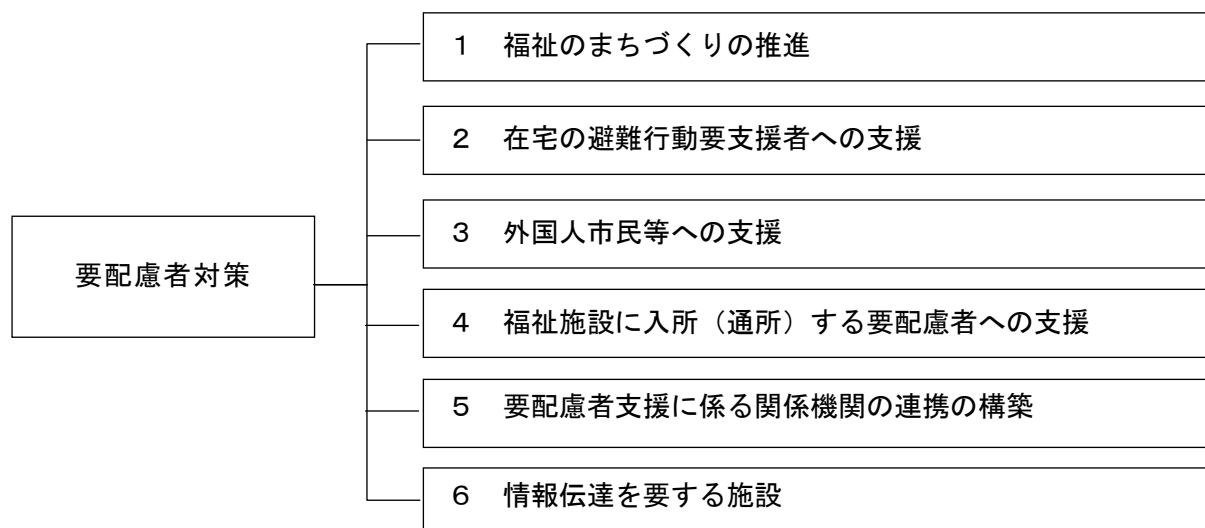 要配慮者対策
１　福祉のまちづくりの推進
２　在宅の避難行動要支援者への支援
３　外国人市民等への支援
４　福祉施設に入所（通所）する要配慮者への支援
５　要配慮者支援に係る関係機関の連携の構築
６　情報伝達を要する施設